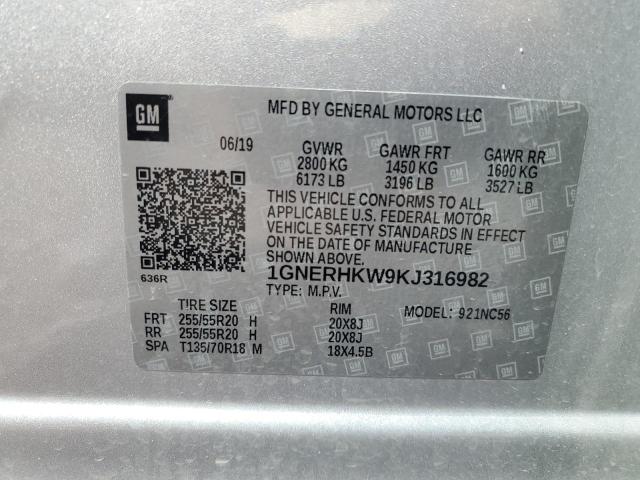 GM
MFD BY GENERAL MOTORS LLC
06/19 GVWR GAWR FRT GAWR RR
2800 KG 1450 KG 1600 KG
6173 LB 3196 LB 3527 LB
THIS VEHICLE CONFORMS TO ALL
APPLICABLE U.S. FEDERAL MOTOR
VEHICLE SAFETY STANDARDS IN
EFFECT ON THE DATE OF MANUFACTURE
SHOWN ABOVE.
636R
1GNERHKW9KJ316982
TYPE: M.P.V.
TIRE SIZE RIM MODEL: 921NC56
FRT 255/55R20 H 20X8J
RR 255/55R20 H 20X8J
SPA T135/70R18 M 18X4.5B